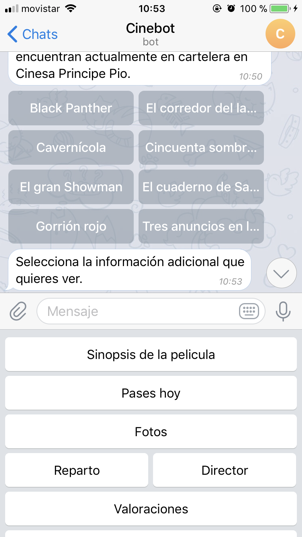 movistar 10:53 100 %
Chats Cinebot C
bot
encuentran actualmente en cartelera en
Cinesa Principe Pio. 10:50
Black Panther El corredor del la...
Cavernícola Cincuenta sombr...
El gran Showman El cuaderno de Sa...
Gorrión rojo Tres anuncios en l...
Selecciona la información adicional que
quieres ver. 10:53
Mensaje
Sinopsis de la pelicula
Pases hoy
Fotos
Reparto Director
Valoraciones